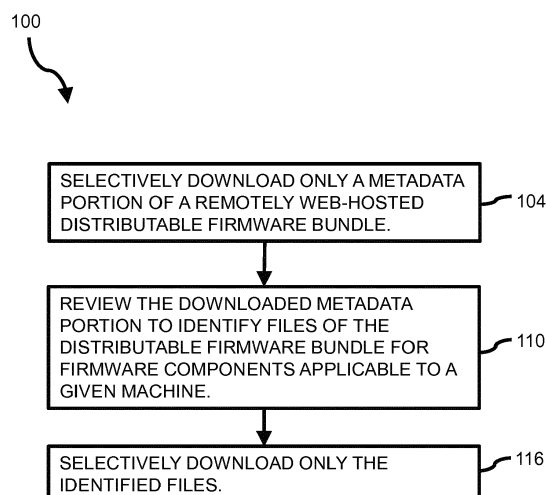 100
SELECTIVELY DOWNLOAD ONLY A METADATA
PORTION OF A REMOTELY WEB-HOSTED
DISTRIBUTABLE FIRMWARE BUNDLE.
104
REVIEW THE DOWNLOADED METADATA
PORTION TO IDENTIFY FILES OF THE
DISTRIBUTABLE FIRMWARE BUNDLE FOR
FIRMWARE COMPONENTS APPLICABLE TO A
GIVEN MACHINE.
110
SELECTIVELY DOWNLOAD ONLY THE
IDENTIFIED FILES.
116